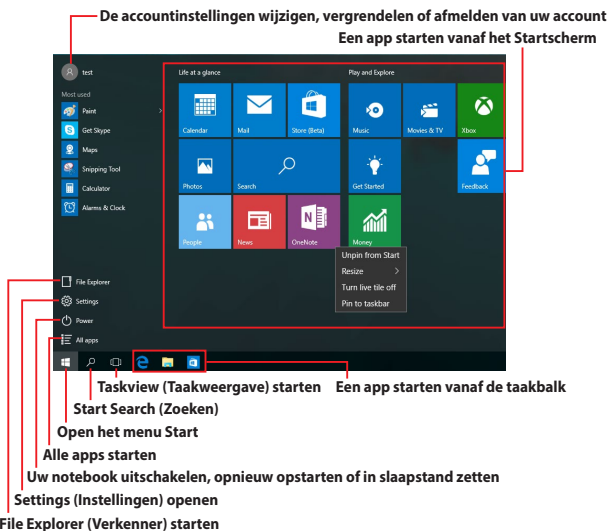 De accountinstellingen wijzigen, vergrendelen of afmelden van uw account
Een app starten vanaf het Startscherm
test
Most used
Paint
Get Skype
Maps
Snipping Tool
Calculator
Alarms & Clock
File Explorer
Settings
Power
All apps
Life at a glance
Calendar
Mail
Store (Beta)
Photos
Search
People
News
OneNote
Play and Explore
Music
Movies & TV
Xbox
Get Started
Feedback
Money
Unpin from Start
Resize
Turn live tile off
Pin to taskbar
Taskview (Taakweergave) starten
Een app starten vanaf de taakbalk
Start Search (Zoeken)
Open het menu Start
Alle apps starten
Uw notebook uitschakelen, opnieuw opstarten of in slaapstand zetten
Settings (Instellingen) openen
File Explorer (Verkenner) starten